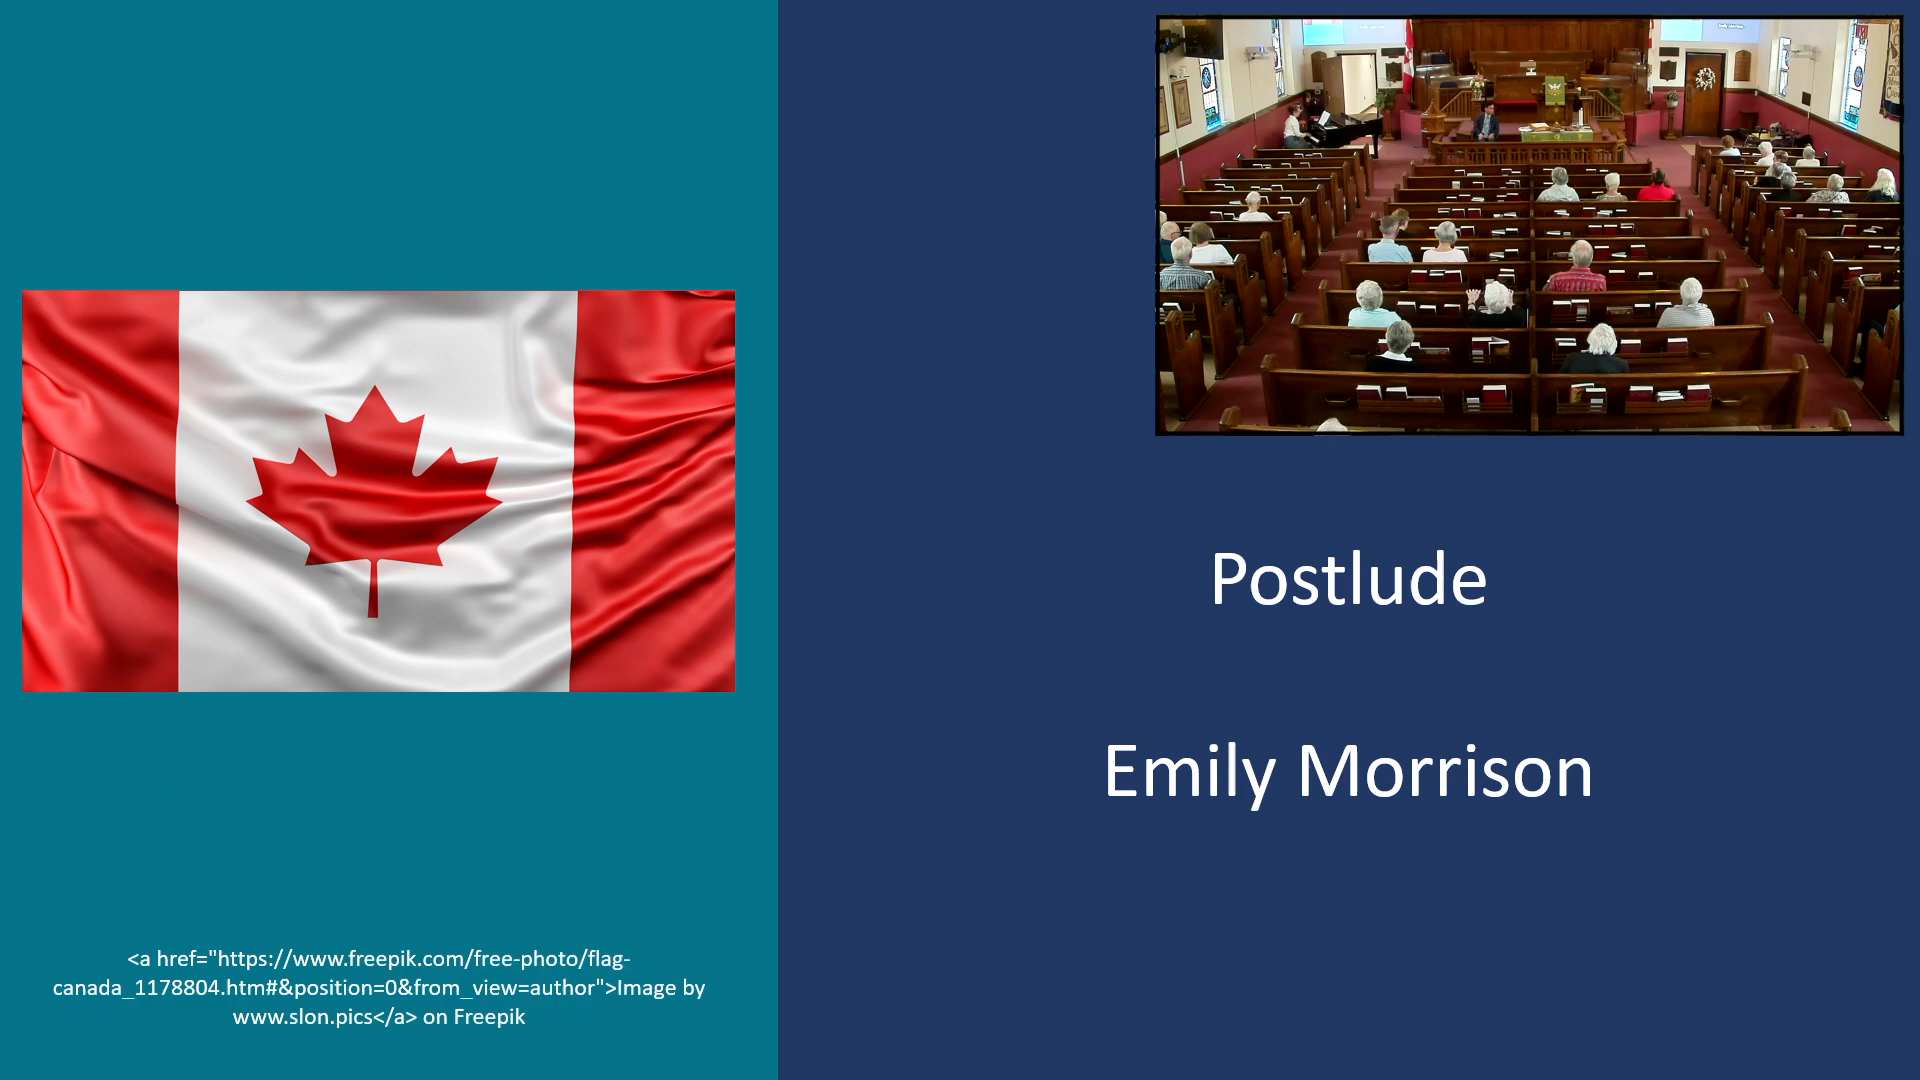 Postlude
Emily Morrison
<a href="https://www.freepik.com/free-photo/flag-
canada_1178804.htm#&position=0&from_view=author">Image by
www.slon.pics</a> on Freepik